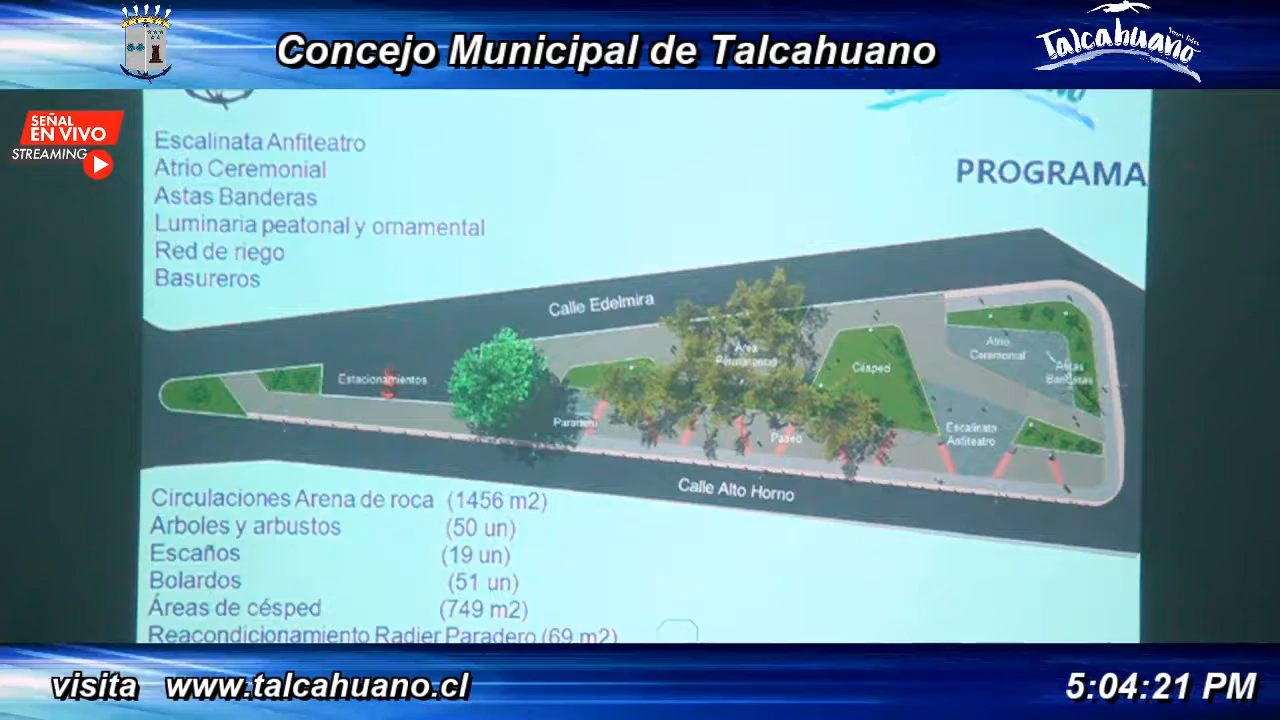 Concejo Municipal de Talcahuano
Talcahuano
SEÑAL
EN VIVO
STREAMING
Escalinata Anfiteatro
Atrio Ceremonial
Astas Banderas
Luminaria peatonal y ornamental
Red de riego
Basureros
PROGRAMA
Calle Edelmira
Estacionamientos
Area
Césped
Atrio
Ceremonial
Astas
Banderas
Paradero
Paseo
Escalinata
Anfiteatro
Calle Alto Horno
Circulaciones Arena de roca (1456 m2)
Arboles y arbustos (50 un)
Escaños (19 un)
Bolardos (51 un)
Áreas de césped (749 m2)
Reacondicionamiento Radier Paradero (69 m2)
visita www.talcahuano.cl
5:04:21 PM